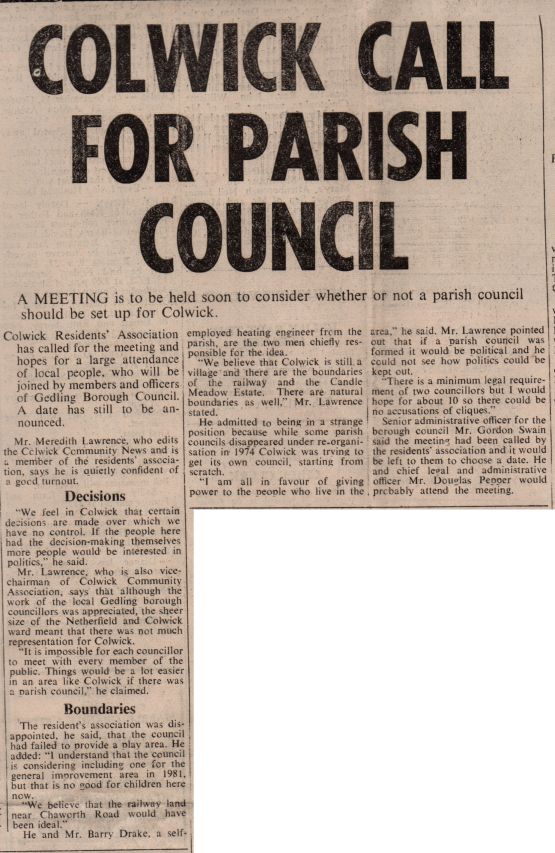 COLWICK CALL
FOR PARISH
COUNCIL
A MEETING is to be held soon to consider whether or not a parish council
should be set up for Colwick.
Colwick Residents' Association
has called for the meeting and
hopes for a large attendance
of local people, who will be
joined by members and officers
of Gedling Borough Council.
A date has still to be an-
nounced.
Mr. Meredith Lawrence, who edits
the Colwick Community News and is
a member of the residents' associa-
tion, says he is quietly confident of
a good turnout.
Decisions
"We feel in Colwick that certain
decisions are made over which we
have no control. If the people here
had the decision-making themselves
more people would be interested in
politics," he said.
Mr. Lawrence, who is also vice-
chairman of Colwick Community
Association, says that although the
work of the local Gedling borough
councillors was appreciated, the sheer
size of the Netherfield and Colwick
ward meant that there was not much
representation for Colwick.
"It is impossible for each councillor
to meet with every member of the
public. Things would be a lot easier
in an area like Colwick if there was
a parish council," he claimed.
Boundaries
The resident's association was dis-
appointed, he said, that the council
had failed to provide a play area. He
added: "I understand that the council
is considering including one for the
general improvement area in 1981,
but that is no good for children here
now.
"We believe that the railway land
near Chaworth Road would have
been ideal."
He and Mr. Barry Drake, a self-
employed heating engineer from the
parish, are the two men chiefly res-
ponsible for the idea.
"We believe that Colwick is still a
village and there are the boundaries
of the railway and the Candle
Meadow Estate. There are natural
boundaries as well," Mr. Lawrence
stated.
He admitted to being in a strange
position because while some parish
councils disappeared under re-organi-
sation in 1974 Colwick was trying to
get its own council, starting from
scratch.
"I am all in favour of giving
power to the people who live in the
area," he said. Mr. Lawrence pointed
out that if a parish council was
formed it would be political and he
could not see how politics could be
kept out.
"There is a minimum legal require-
ment of two councillors but I would
hope for about 10 so there could be
no accusations of cliques."
Senior administrative officer for the
borough council Mr. Gordon Swain
said the meeting had been called by
the residents' association and it would
be left to them to choose a date. He
and chief legal and administrative
officer Mr. Douglas Pepper would
probably attend the meeting.